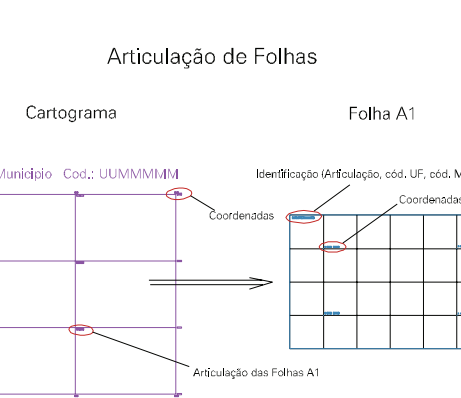 Articulação de Folhas
Cartograma
Folha A1
Municipio Cod.: UUMMMMM
Identificação (Articulação, cód. UF, cód. M
Coordenadas
Coordenadas
Articulação das Folhas A1